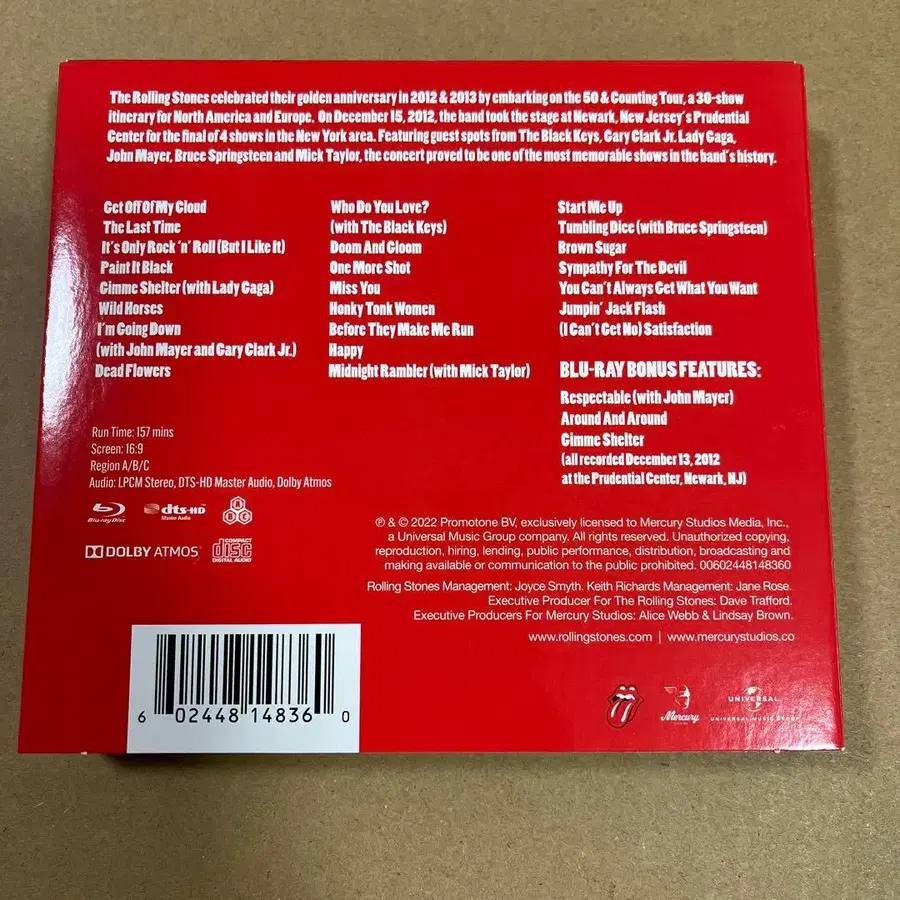 The Rolling Stones celebrated their golden anniversary in 2012 & 2013 by embarking on the 50 & Counting Tour, a 30-show
itinerary for North America and Europe. On December 15, 2012, the band took the stage at Newark, New Jersey's Prudential
Center for the final of 4 shows in the New York area. Featuring guest spots from The Black Keys, Gary Clark Jr. Lady Gaga,
John Mayer, Bruce Springsteen and Mick Taylor, the concert proved to be one of the most memorable shows in the band's history.
Get Off Of My Cloud
The Last Time
It's Only Rock 'n' Roll (But I Like It)
Paint It Black
Gimme Shelter (with Lady Gaga)
Wild Horses
I'm Going Down
(with John Mayer and Gary Clark Jr.)
Dead Flowers
Who Do You Love?
(with The Black Keys)
Doom And Gloom
One More Shot
Miss You
Honky Tonk Women
Before They Make Me Run
Happy
Midnight Rambler (with Mick Taylor)
Start Me Up
Tumbling Dice (with Bruce Springsteen)
Brown Sugar
Sympathy For The Devil
You Can't Always Get What You Want
Jumpin' Jack Flash
(I Can't Get No) Satisfaction
BLU-RAY BONUS FEATURES:
Respectable (with John Mayer)
Around And Around
Gimme Shelter
(all recorded December 13, 2012
at the Prudential Center, Newark, NJ)
Run Time: 157 mins
Screen: 16:9
Region A/B/C
Audio: LPCM Stereo, DTS-HD Master Audio, Dolby Atmos
Blu-ray Disc
dts-HD
Master Audio
A B C
DOLBY ATMOS
COMPACT
disc
DIGITAL AUDIO
℗ & © 2022 Promotone BV, exclusively licensed to Mercury Studios Media, Inc.,
a Universal Music Group company. All rights reserved. Unauthorized copying,
reproduction, hiring, lending, public performance, distribution, broadcasting and
making available or communication to the public prohibited. 00602448148360
Rolling Stones Management: Joyce Smyth. Keith Richards Management: Jane Rose.
Executive Producer For The Rolling Stones: Dave Trafford.
Executive Producers For Mercury Studios: Alice Webb & Lindsay Brown.
www.rollingstones.com | www.mercurystudios.co
6 02448 14836 0
Mercury
UNIVERSAL
UNIVERSAL MUSIC GROUP